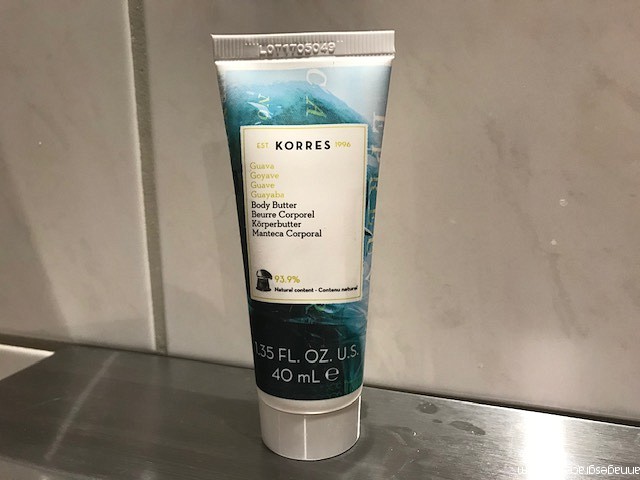 LOT1705049
EST. KORRES 1996
Guava
Goyave
Guave
Guayaba
Body Butter
Beurre Corporel
Körperbutter
Manteca Corporal
93.9%
Natural content - Contenu naturel
1.35 FL. OZ. U.S.
40 mL ℮